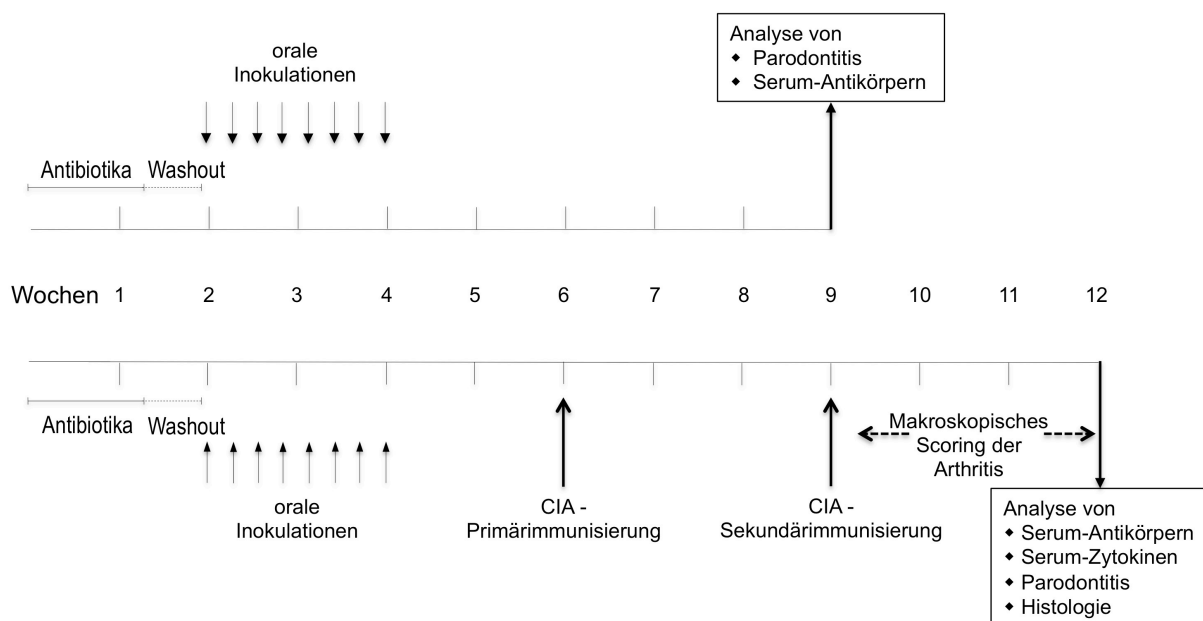 Analyse von
◆ Parodontitis
◆ Serum-Antikörpern
orale
Inokulationen
Antibiotika
Washout
Wochen 1 2 3 4 5 6 7 8 9 10 11 12
Antibiotika
Washout
orale
Inokulationen
CIA -
Primärimmunisierung
CIA -
Sekundärimmunisierung
Makroskopisches
Scoring der
Arthritis
Analyse von
◆ Serum-Antikörpern
◆ Serum-Zytokinen
◆ Parodontitis
◆ Histologie